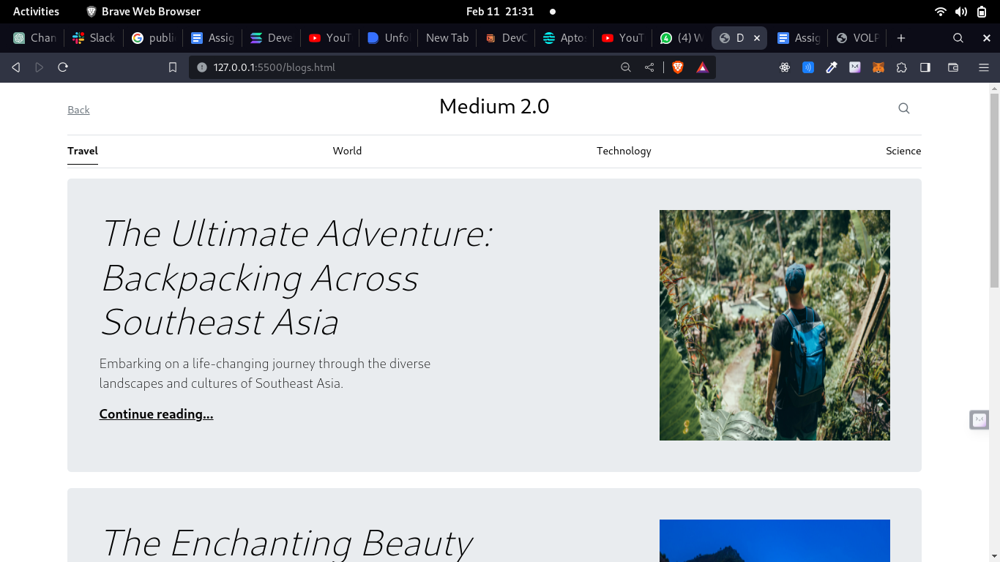 Activities Brave Web Browser Feb 11 21:31
Chan Slack publi Assig Deve YouT Unfo New Tab DevC Aptos YouT (4) W D Assig VOLP
127.0.0.1:5500/blogs.html
Back Medium 2.0
Travel World Technology Science
The Ultimate Adventure:
Backpacking Across
Southeast Asia
Embarking on a life-changing journey through the diverse
landscapes and cultures of Southeast Asia.
Continue reading...
The Enchanting Beauty